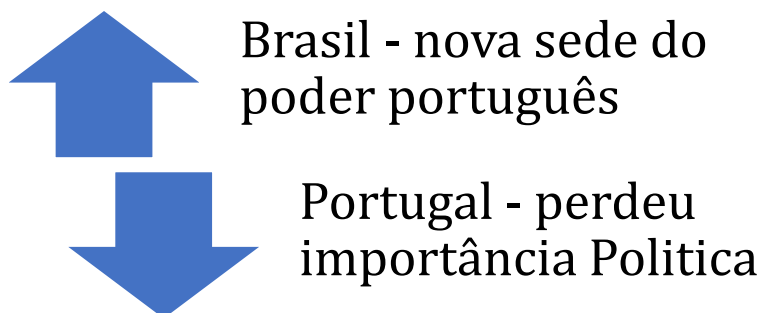 Brasil - nova sede do
poder português
Portugal - perdeu
importância Politica